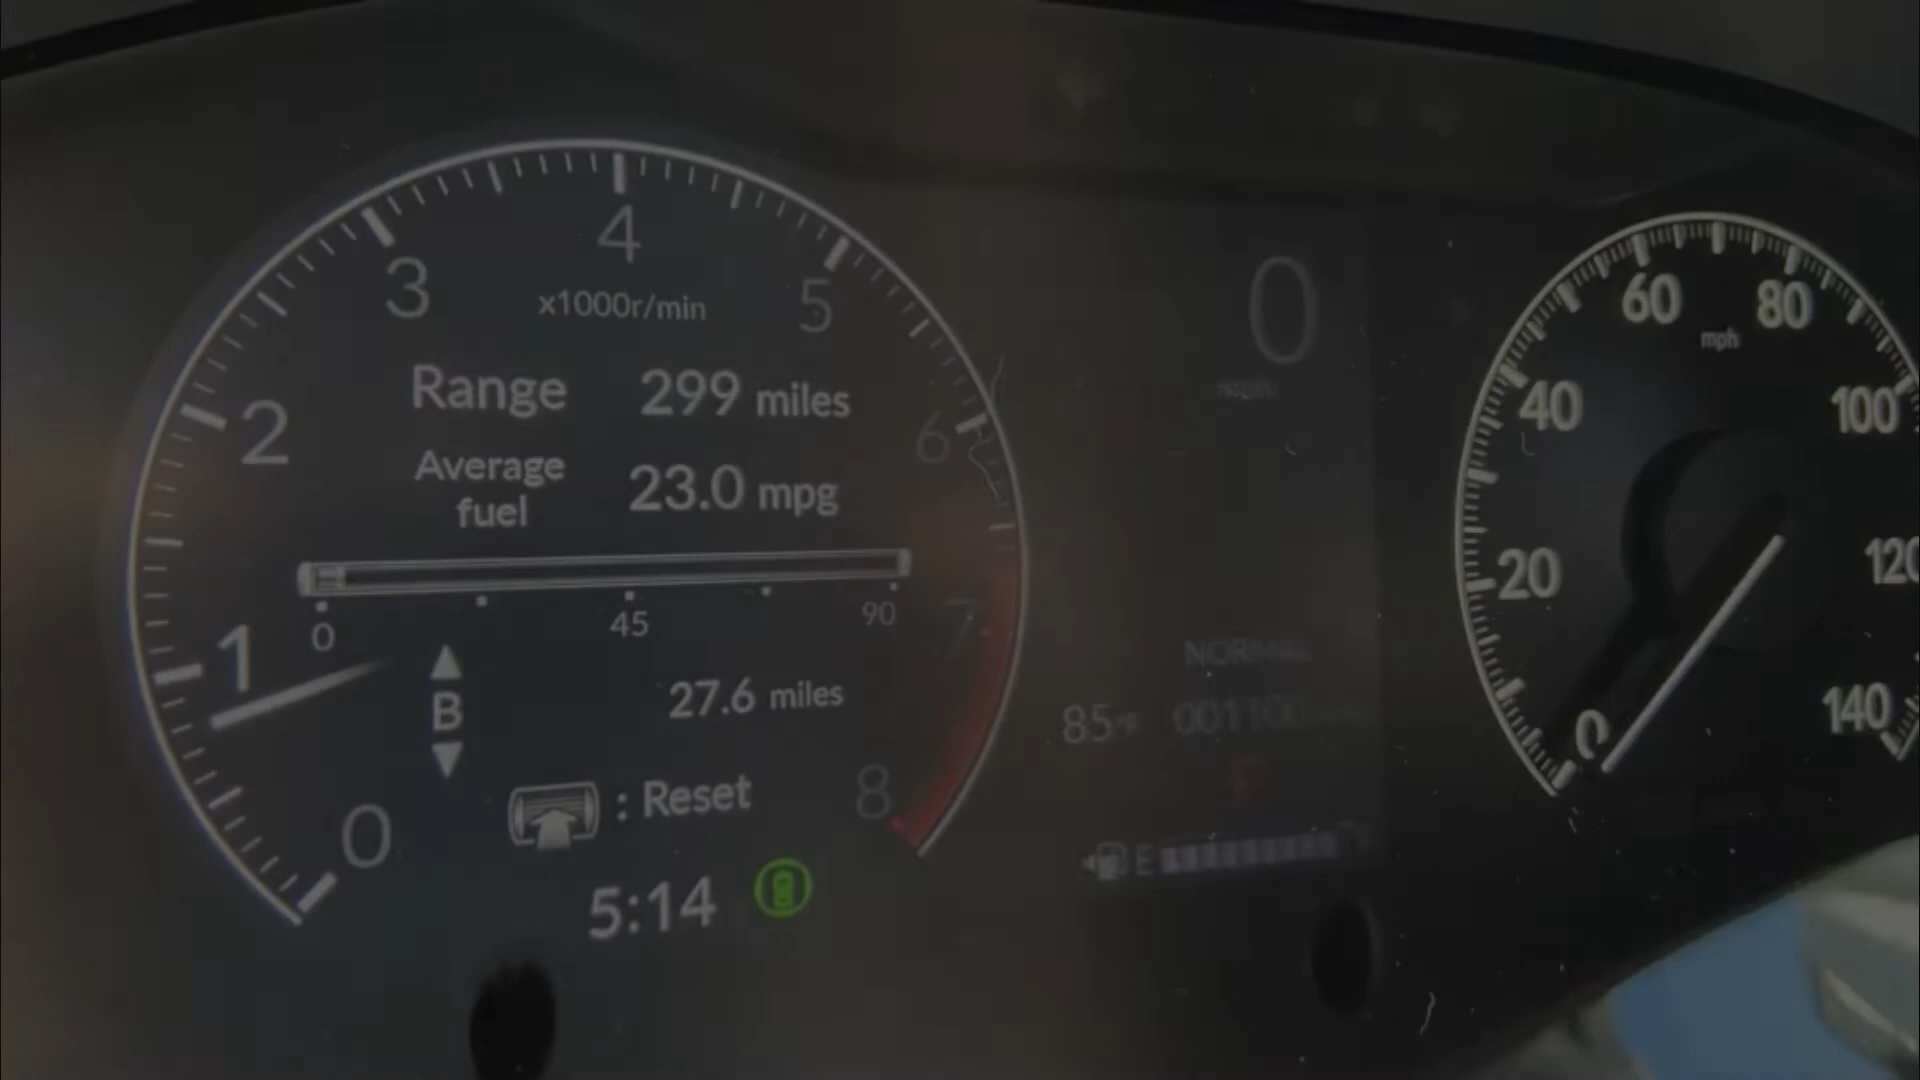 0
1
2
3
4
5
6
7
8
x1000r/min
Range 299 miles
Average fuel 23.0 mpg
0 45 90
B
27.6 miles
: Reset
5:14
0
NORMAL
85°F
E
0
20
40
60
80
100
120
140
mph